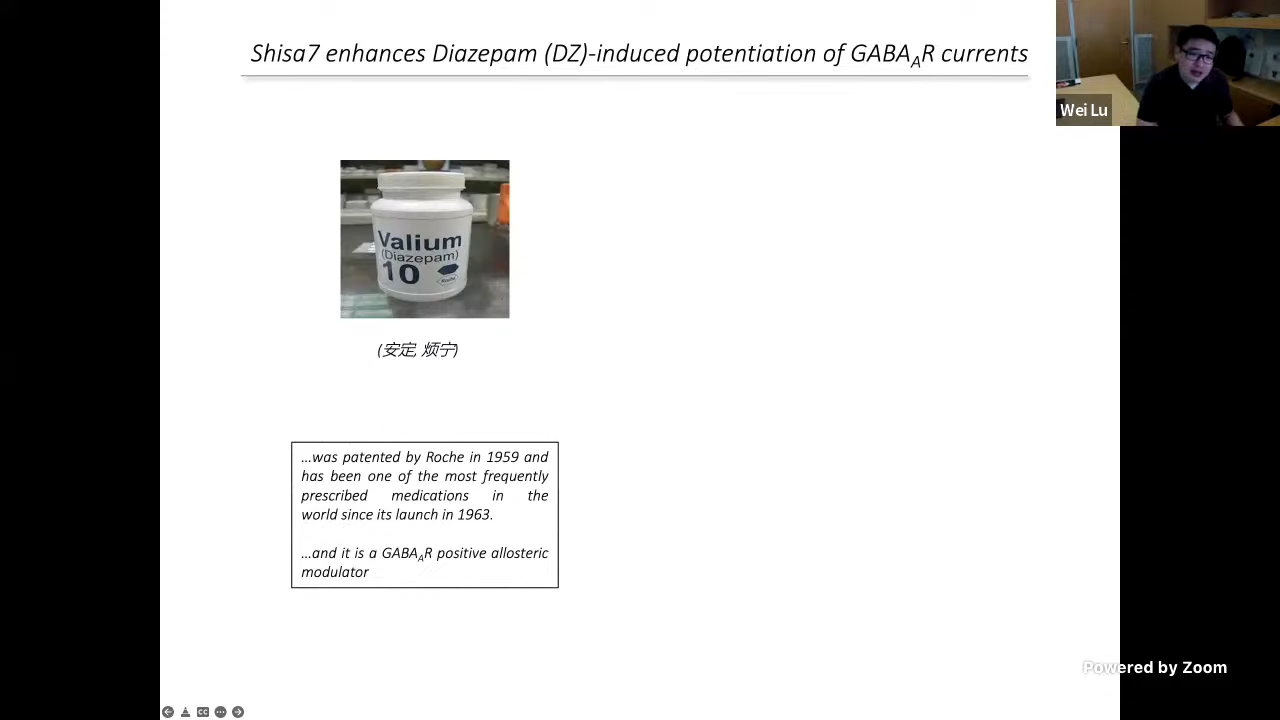 Shisa7 enhances Diazepam (DZ)-induced potentiation of GABAAR currents
Wei Lu
Valium
(Diazepam)
10
Roche
(安定, 烦宁)
...was patented by Roche in 1959 and
has been one of the most frequently
prescribed medications in the
world since its launch in 1963.
...and it is a GABAAR positive allosteric
modulator
Powered by Zoom